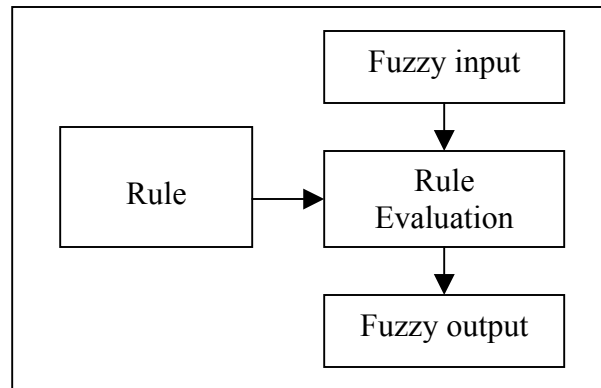 Fuzzy input
Rule
Rule
Evaluation
Fuzzy output